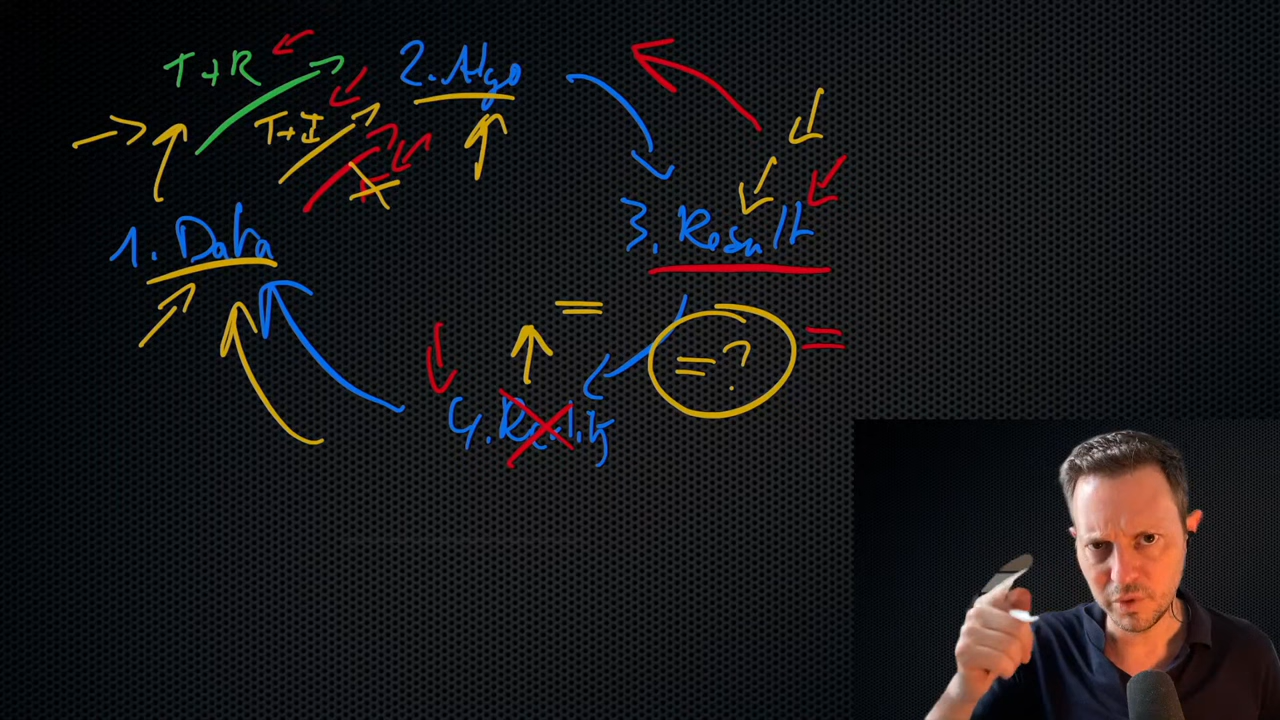 T+R
2. Algo
T+I
1. Data
3. Result
= ?
4. Reality